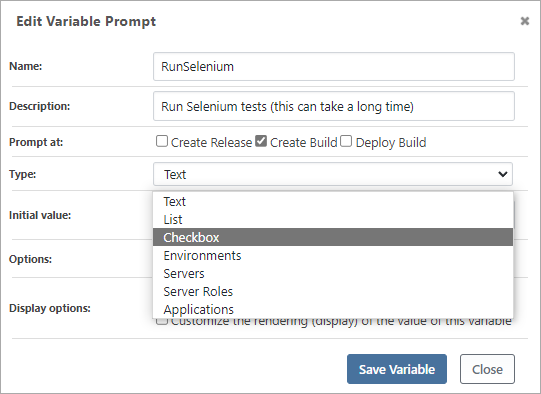 Edit Variable Prompt ×
Name: RunSelenium
Description: Run Selenium tests (this can take a long time)
Prompt at: Create Release Create Build Deploy Build
Type: Text
Text
Initial value:
List
Checkbox
Environments
Options:
Servers
Server Roles
Display options:
Applications
Customize the rendering (display) of the value of this variable
Save Variable Close